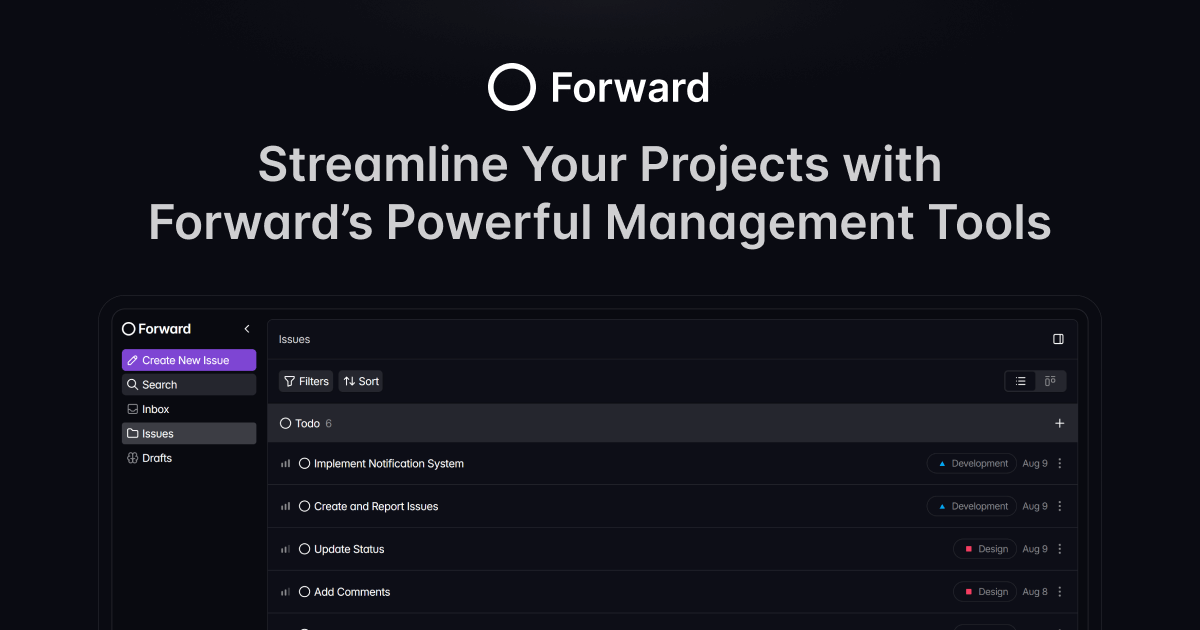 Forward
Streamline Your Projects with
Forward’s Powerful Management Tools
Forward
Create New Issue
Search
Inbox
Issues
Drafts
Issues
Filters Sort
Todo 6
Implement Notification System Development Aug 9
Create and Report Issues Development Aug 9
Update Status Design Aug 9
Add Comments Design Aug 8